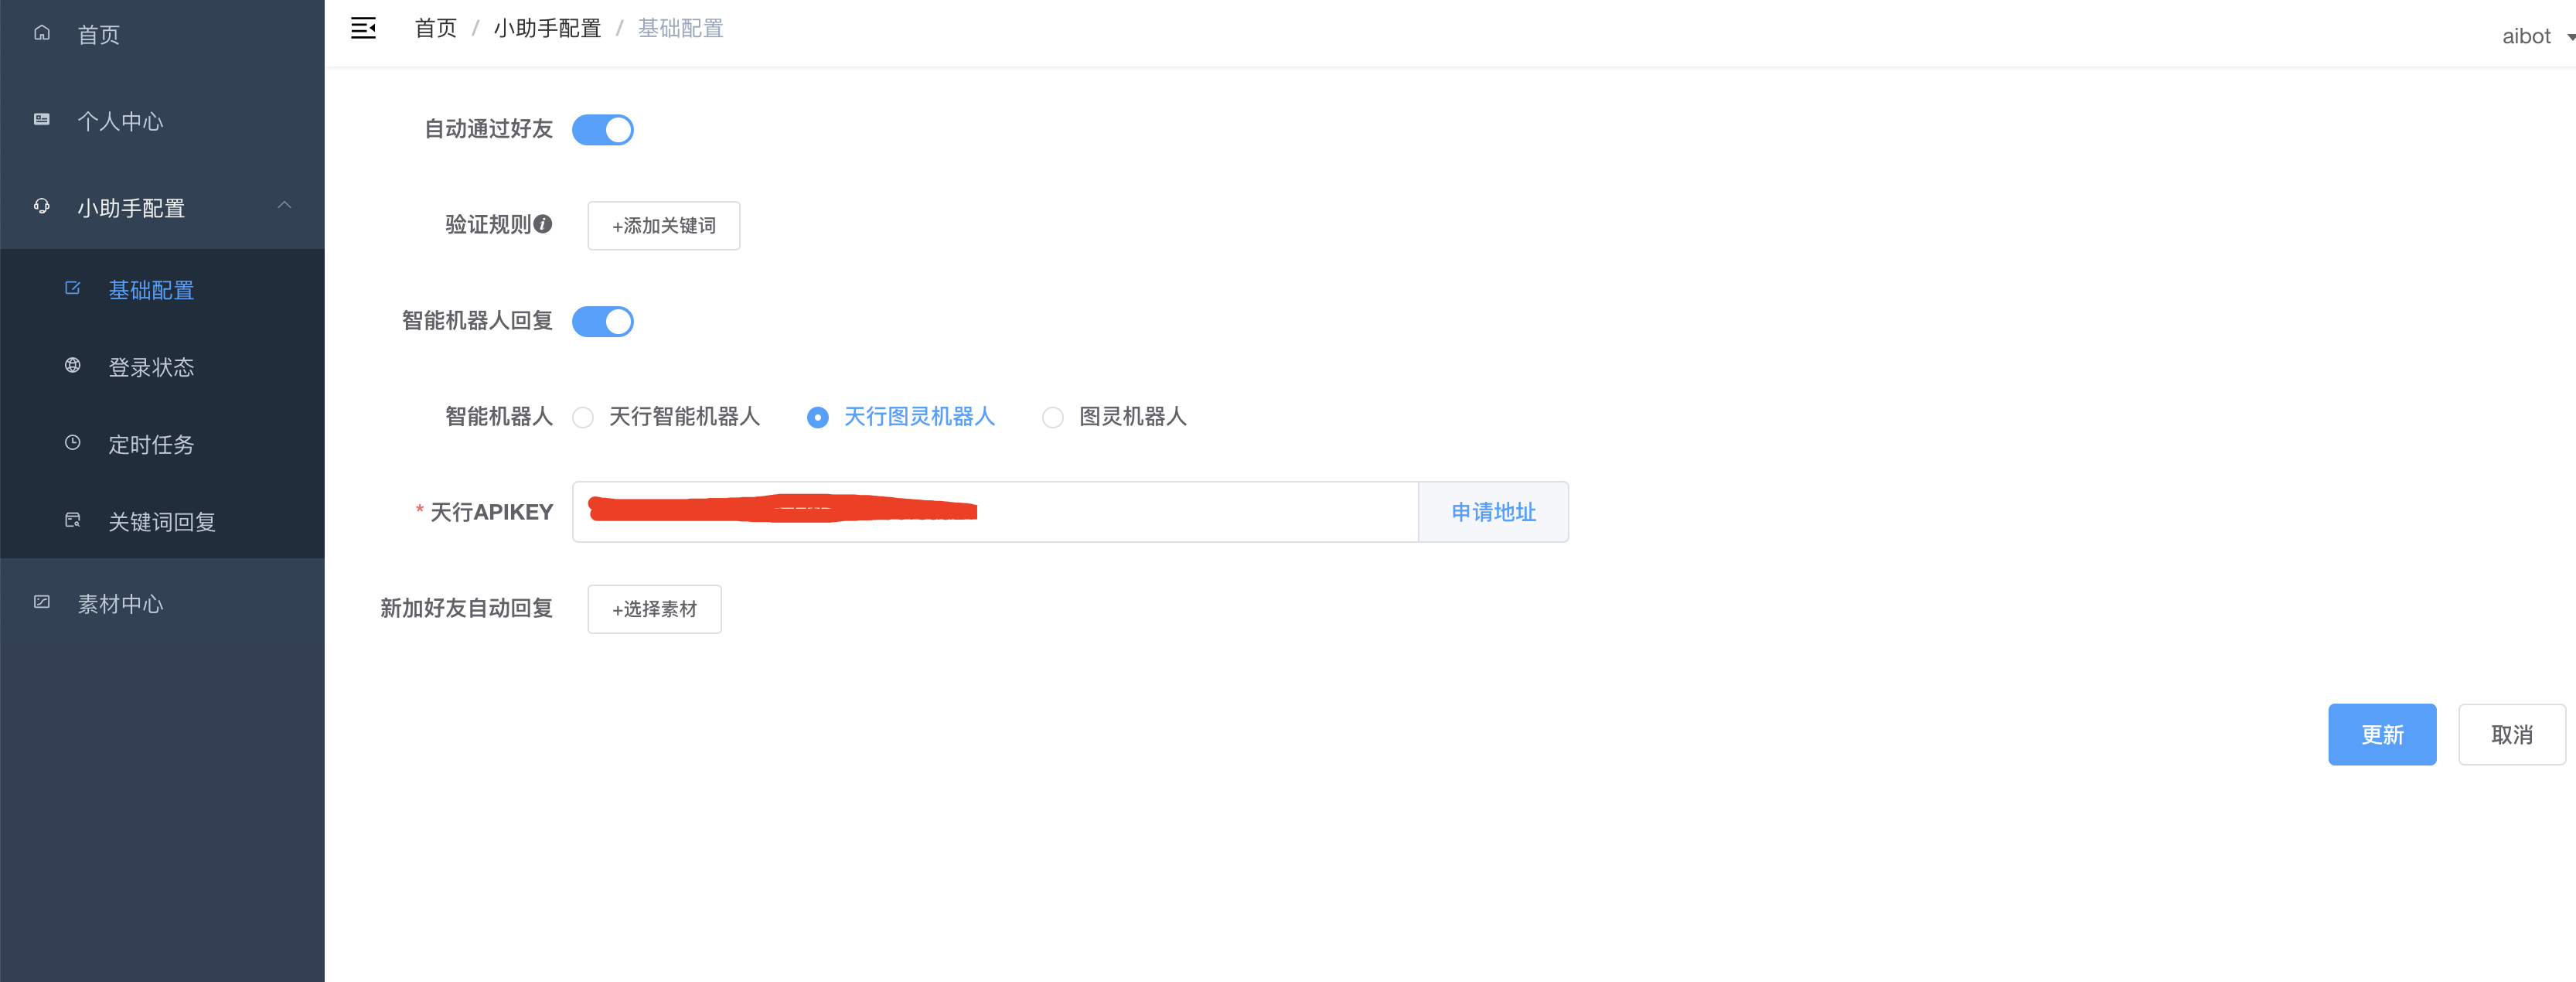 首页
个人中心
小助手配置
基础配置
登录状态
定时任务
关键词回复
素材中心
首页 / 小助手配置 / 基础配置
aibot
自动通过好友
验证规则 +添加关键词
智能机器人回复
智能机器人 天行智能机器人 天行图灵机器人 图灵机器人
* 天行APIKEY 申请地址
新加好友自动回复 +选择素材
更新 取消